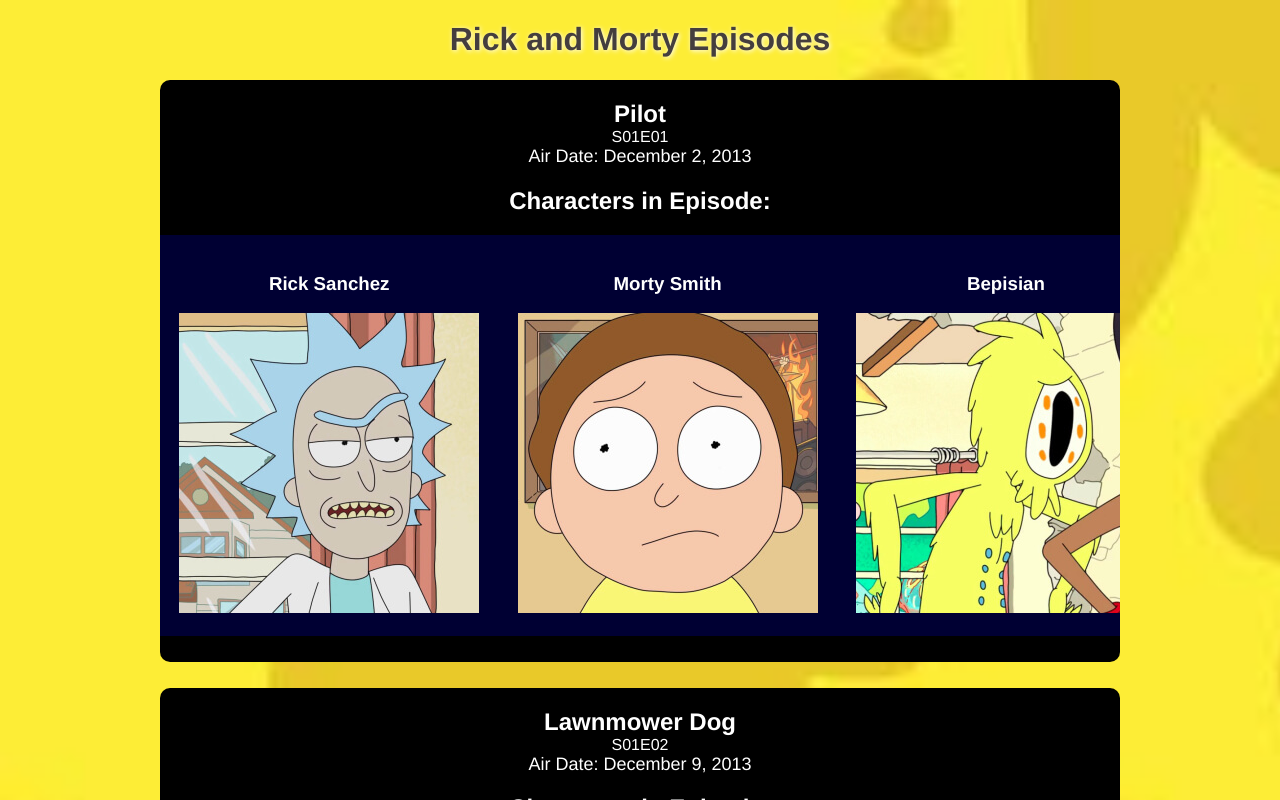 Rick and Morty Episodes
Pilot
S01E01
Air Date: December 2, 2013
Characters in Episode:
Rick Sanchez
Morty Smith
Bepisian
Lawnmower Dog
S01E02
Air Date: December 9, 2013